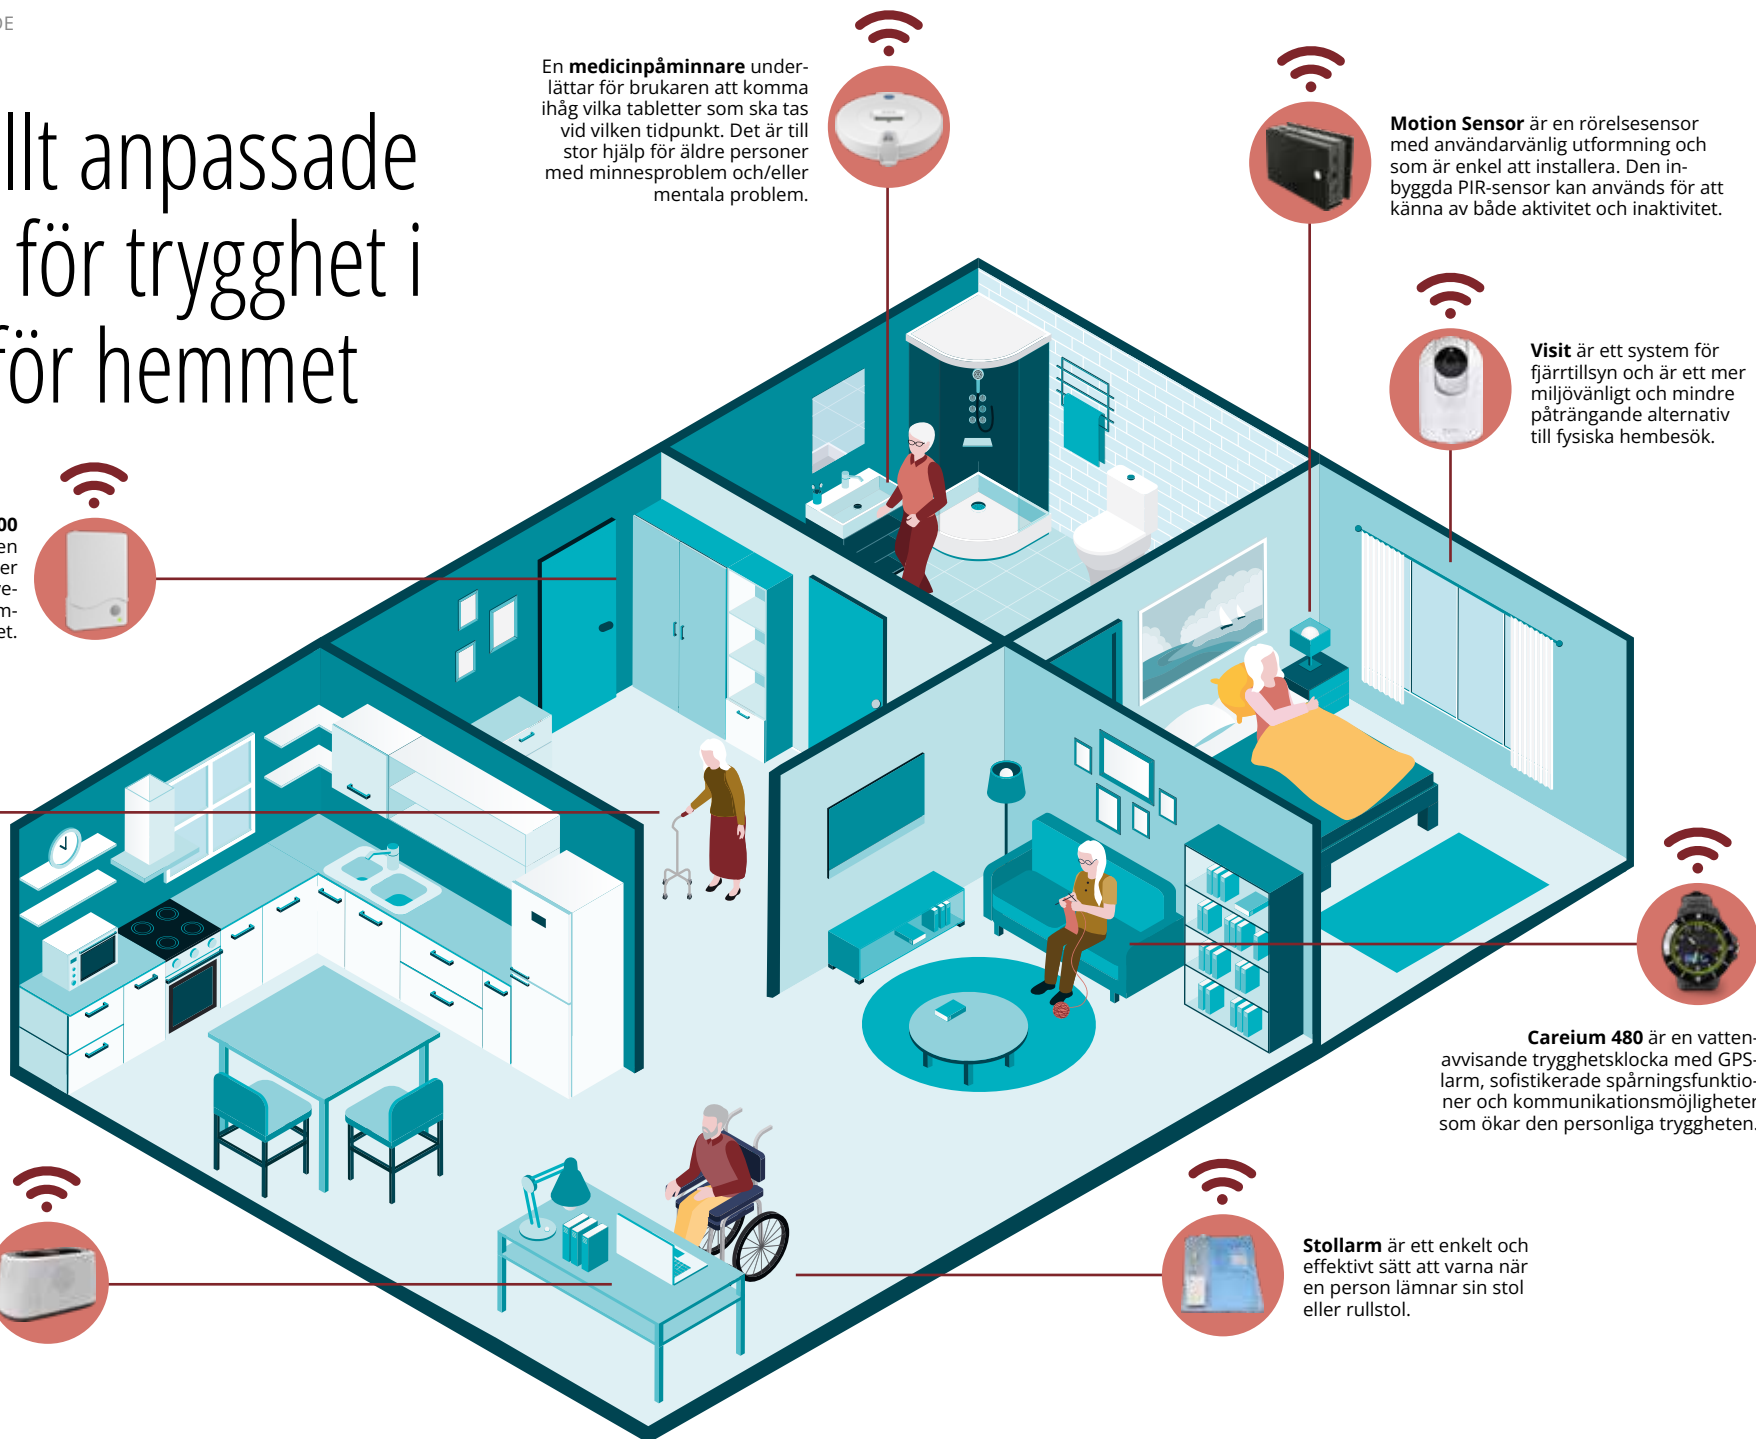 DE
llt anpassade
för trygghet i
för hemmet
En medicinpåminnare under-
lättar för brukaren att komma
ihåg vilka tabletter som ska tas
vid vilken tidpunkt. Det är till
stor hjälp för äldre personer
med minnesproblem och/eller
mentala problem.
Motion Sensor är en rörelsesensor
med användarvänlig utformning och
som är enkel att installera. Den in-
byggda PIR-sensor kan används för att
känna av både aktivitet och inaktivitet.
Visit är ett system för
fjärrtillsyn och är ett mer
miljövänligt och mindre
påträngande alternativ
till fysiska hembesök.
00
en
er
ve-
m-
et.
Careium 480 är en vatten-
avvisande trygghetsklocka med GPS-
larm, sofistikerade spårningsfunktio-
ner och kommunikationsmöjligheter
som ökar den personliga tryggheten.
Stollarm är ett enkelt och
effektivt sätt att varna när
en person lämnar sin stol
eller rullstol.